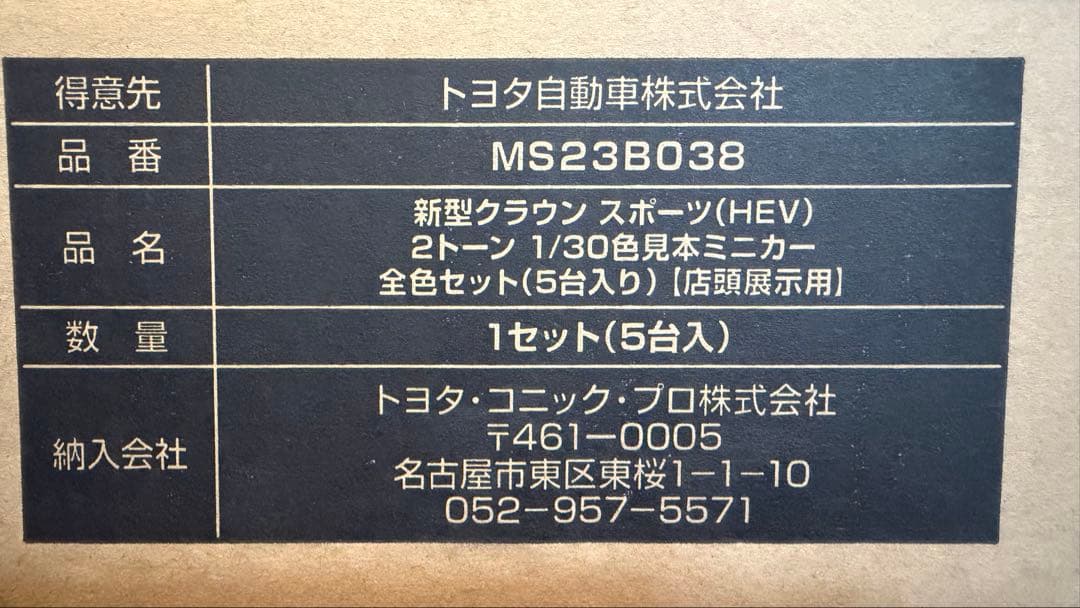 得意先 トヨタ自動車株式会社
品 番 MS23B038
品 名 新型クラウン スポーツ(HEV)
2トーン 1/30色見本ミニカー
全色セット(5台入り)【店頭展示用】
数 量 1セット(5台入)
納入会社 トヨタ・コニック・プロ株式会社
〒461-0005
名古屋市東区東桜1-1-10
052-957-5571